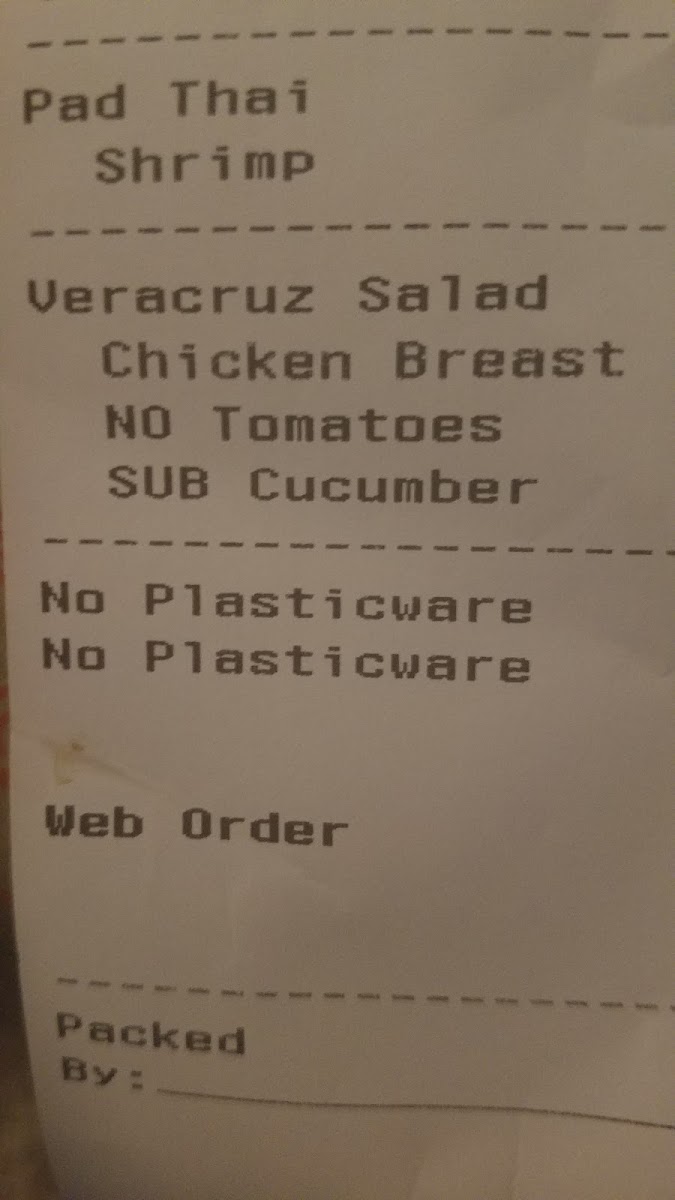 Pad Thai
Shrimp
Veracruz Salad
Chicken Breast
NO Tomatoes
SUB Cucumber
No Plasticware
No Plasticware
Web Order
Packed
By: